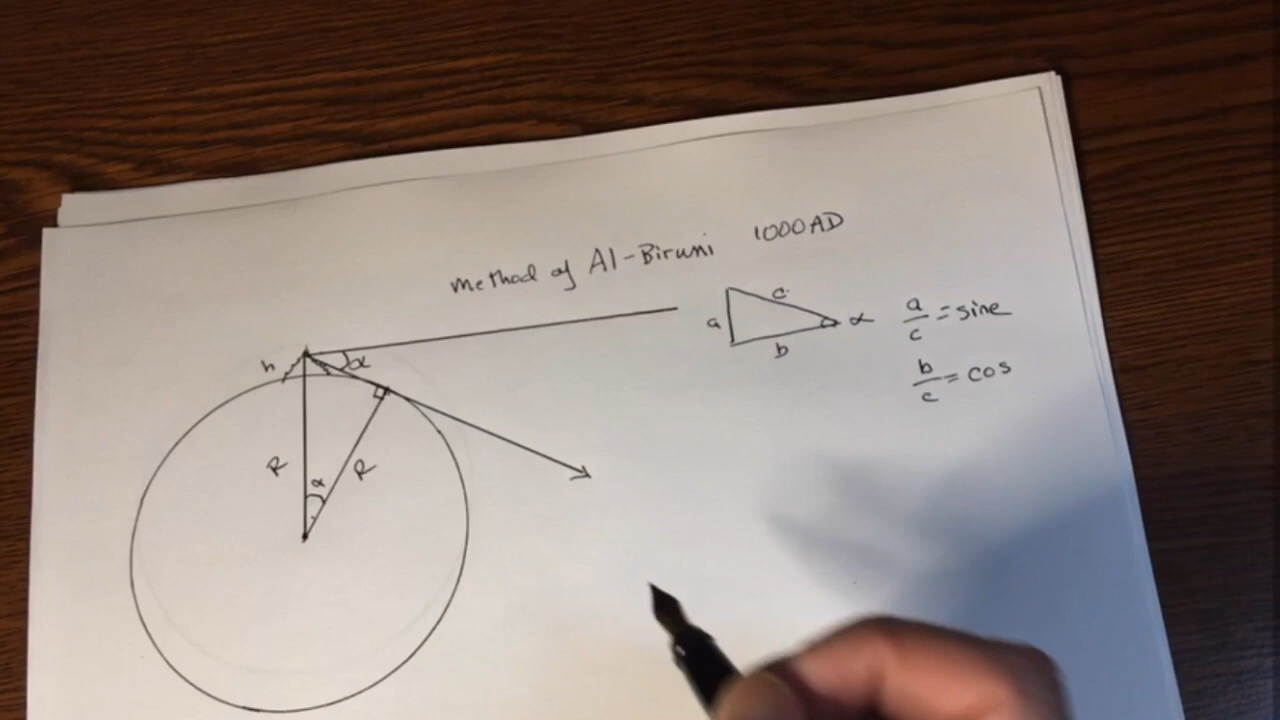 Method of Al-Biruni 1000AD
h
α
R
R
α
a
c
b
α
a/c = sine
b/c = cos